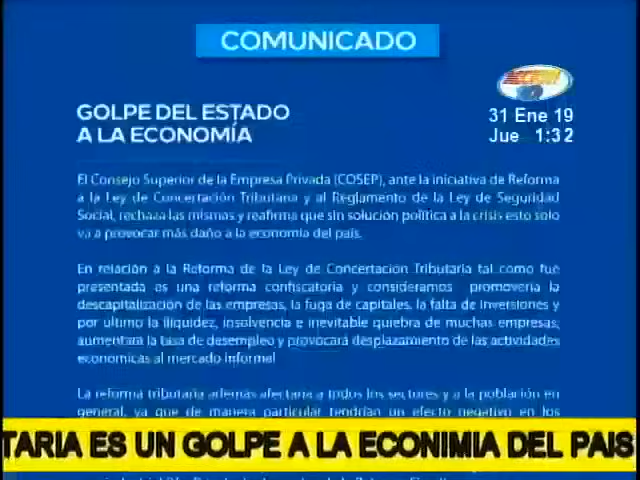 COMUNICADO
31 Ene 19
Jue 1:32
GOLPE DEL ESTADO
A LA ECONOMÍA
El Consejo Superior de la Empresa Privada (COSEP), ante la iniciativa de Reforma
a la Ley de Concertación Tributaria y al Reglamento de la Ley de Seguridad
Social, rechaza las mismas y reafirma que sin solución política a la crisis esto solo
va a provocar más daño a la economía del país.
En relación a la Reforma de la Ley de Concertación Tributaria tal como fue
presentada es una reforma confiscatoria y consideramos promovería la
descapitalización de las empresas, la fuga de capitales, la falta de inversiones y
por ultimo la iliquidez, insolvencia e inevitable quiebra de muchas empresas,
aumentara la tasa de desempleo y provocará desplazamiento de las actividades
economicas al mercado informal
La reforma tributaria además afectaría a todos los sectores y a la población en
general, ya que de manera particular tendrían un efecto negativo en los
TARIA ES UN GOLPE A LA ECONIMIA DEL PAIS